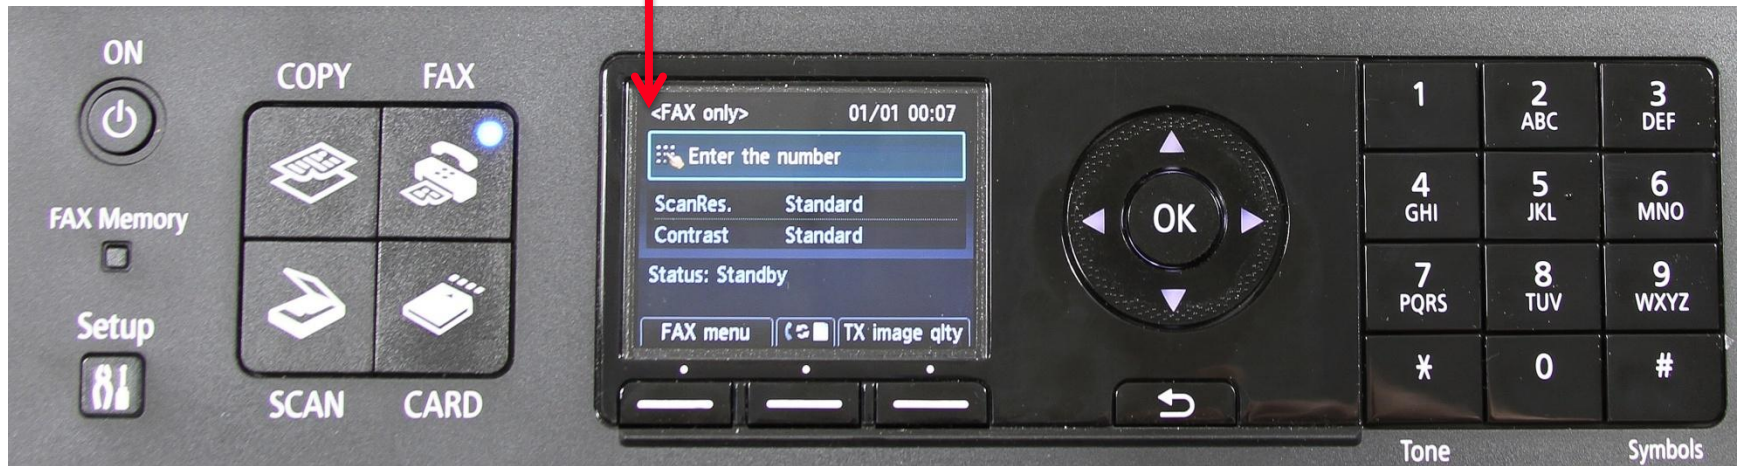 ON
COPY FAX
FAX Memory
Setup
SCAN CARD
<FAX only> 01/01 00:07
Enter the number
ScanRes. Standard
Contrast Standard
Status: Standby
FAX menu TX image qlty
OK
1 2 3
ABC DEF
4 5 6
GHI JKL MNO
7 8 9
PQRS TUV WXYZ
* 0 #
Tone Symbols